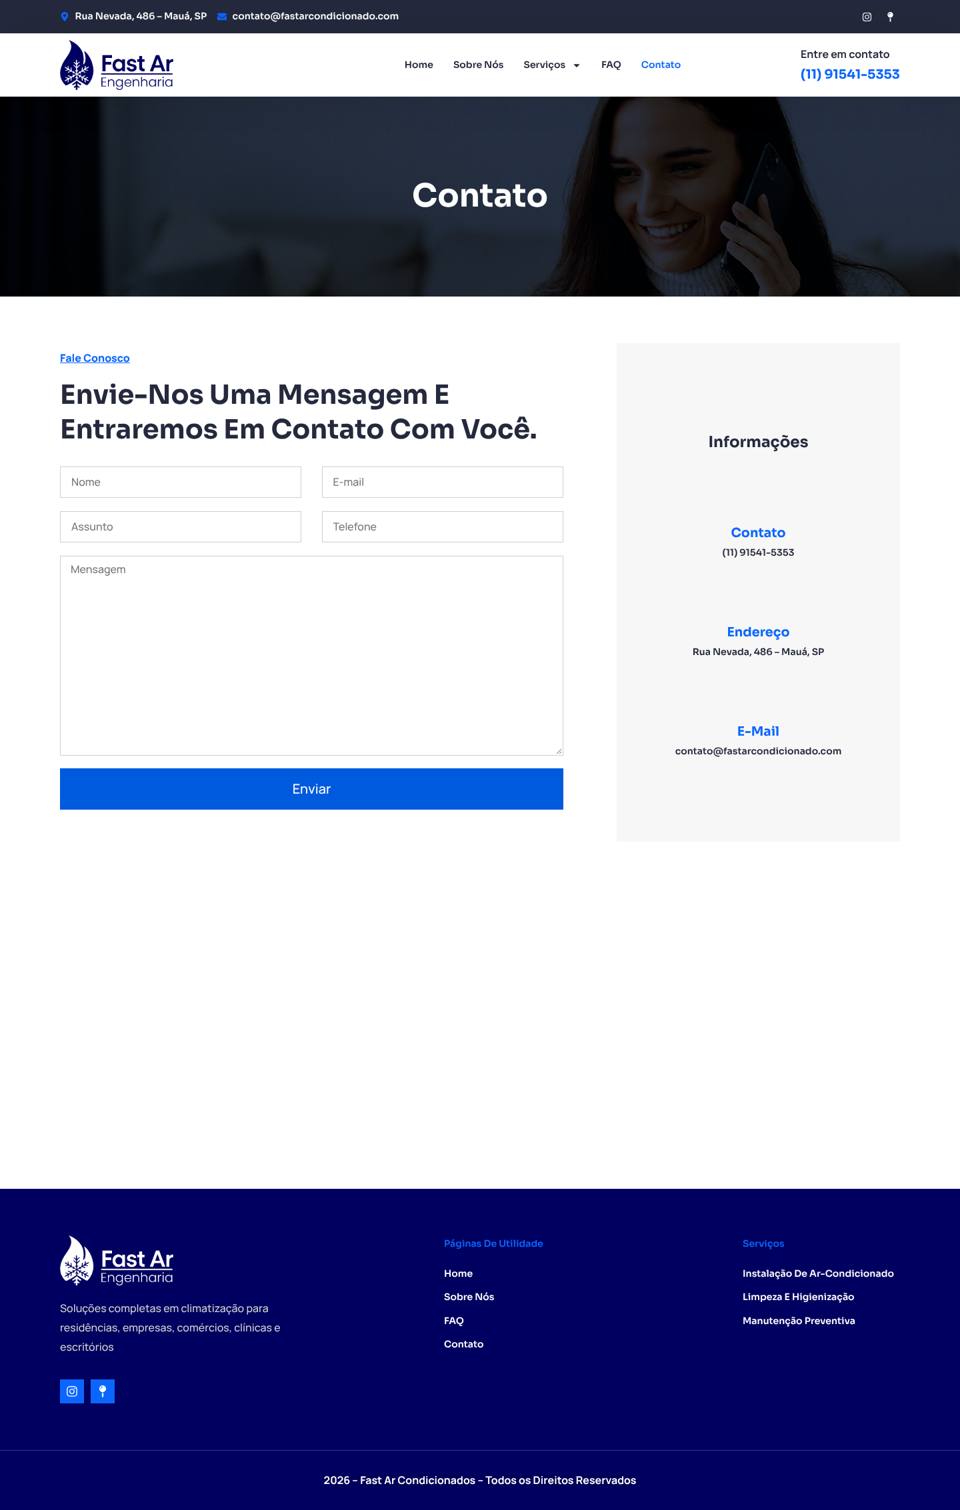 Rua Nevada, 486 – Mauá, SP
contato@fastarcondicionado.com
Fast Ar
Engenharia
Home
Sobre Nós
Serviços
FAQ
Contato
Entre em contato
(11) 91541-5353
Contato
Fale Conosco
Envie-Nos Uma Mensagem E
Entraremos Em Contato Com Você.
Nome
E-mail
Assunto
Telefone
Mensagem
Enviar
Informações
Contato
(11) 91541-5353
Endereço
Rua Nevada, 486 – Mauá, SP
E-Mail
contato@fastarcondicionado.com
Fast Ar
Engenharia
Soluções completas em climatização para
residências, empresas, comércios, clínicas e
escritórios
Páginas De Utilidade
Home
Sobre Nós
FAQ
Contato
Serviços
Instalação De Ar-Condicionado
Limpeza E Higienização
Manutenção Preventiva
2026 – Fast Ar Condicionados – Todos os Direitos Reservados